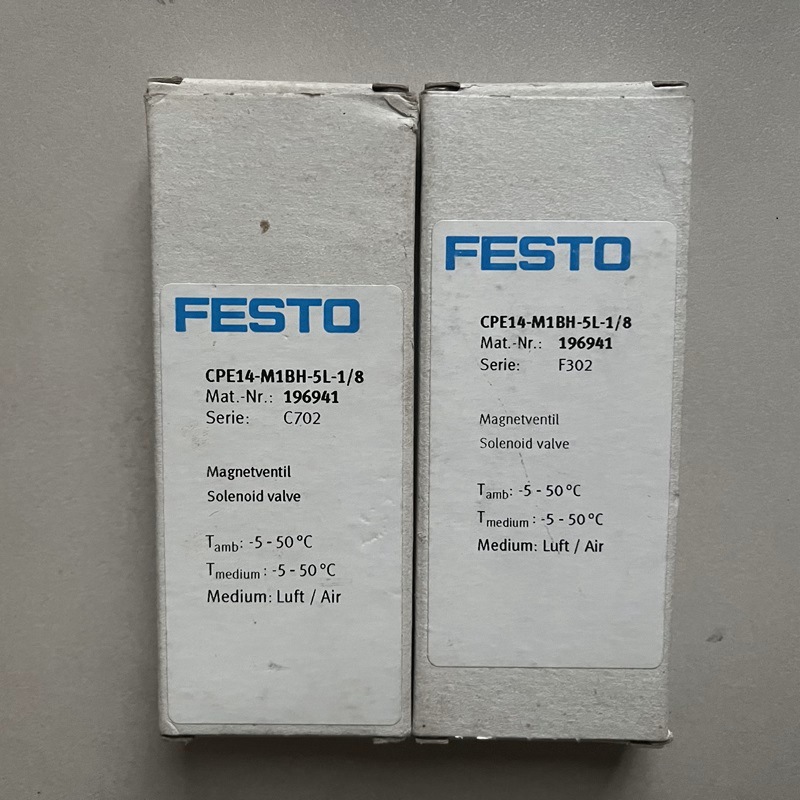 FESTO
CPE14-M1BH-5L-1/8
Mat.-Nr.: 196941
Serie: C702
Magnetventil
Solenoid valve
Tamb: -5 - 50 °C
Tmedium : -5 - 50 °C
Medium: Luft / Air
FESTO
CPE14-M1BH-5L-1/8
Mat.-Nr.: 196941
Serie: F302
Magnetventil
Solenoid valve
Tamb: -5 - 50 °C
Tmedium : -5 - 50 °C
Medium: Luft / Air